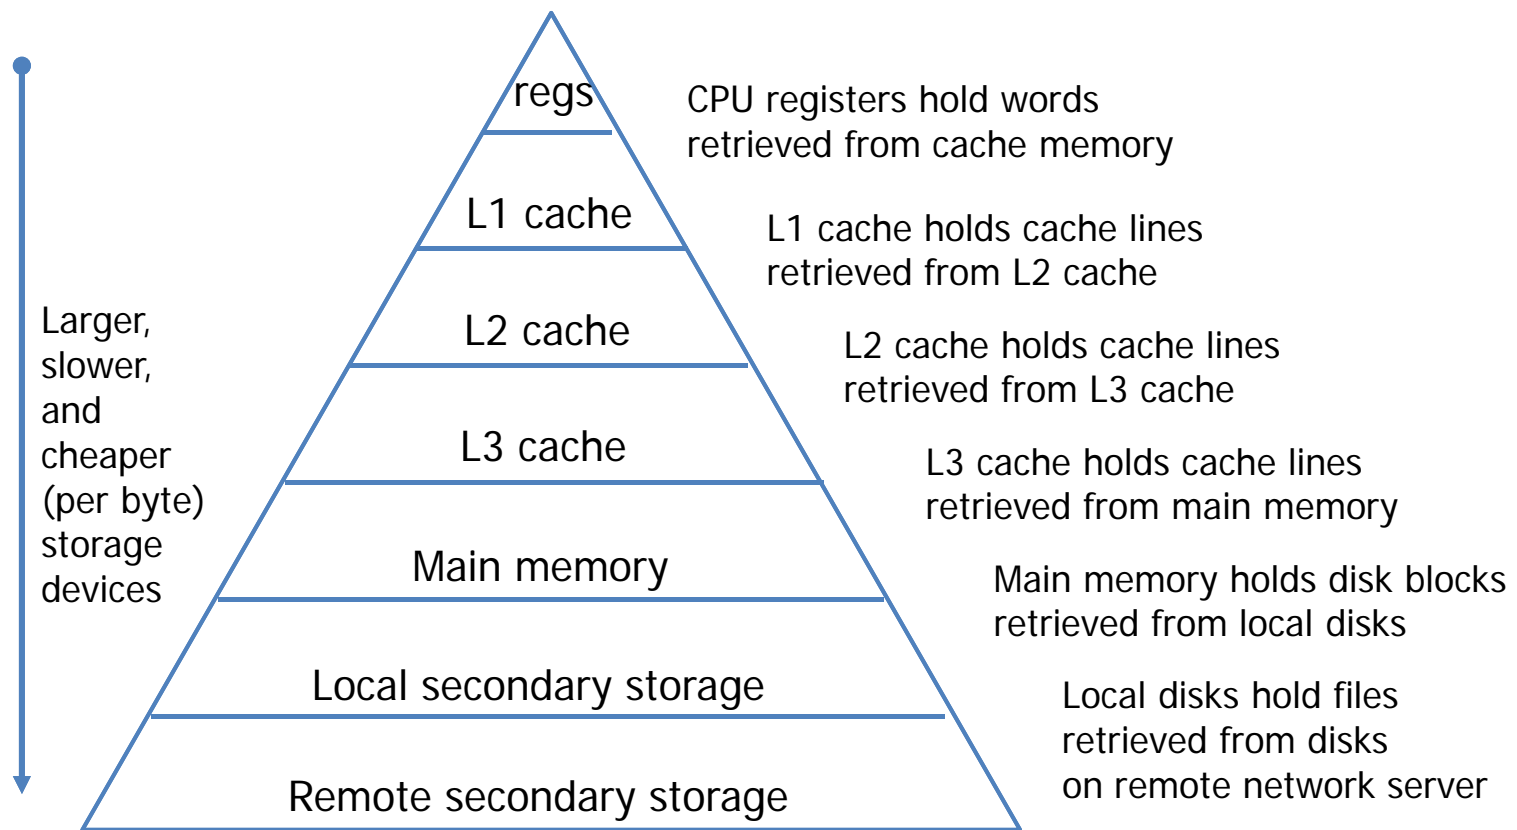 regs
CPU registers hold words
retrieved from cache memory
L1 cache
L1 cache holds cache lines
retrieved from L2 cache
L2 cache
L2 cache holds cache lines
retrieved from L3 cache
L3 cache
L3 cache holds cache lines
retrieved from main memory
Larger,
slower,
and
cheaper
(per byte)
storage
devices
Main memory
Main memory holds disk blocks
retrieved from local disks
Local secondary storage
Local disks hold files
retrieved from disks
on remote network server
Remote secondary storage